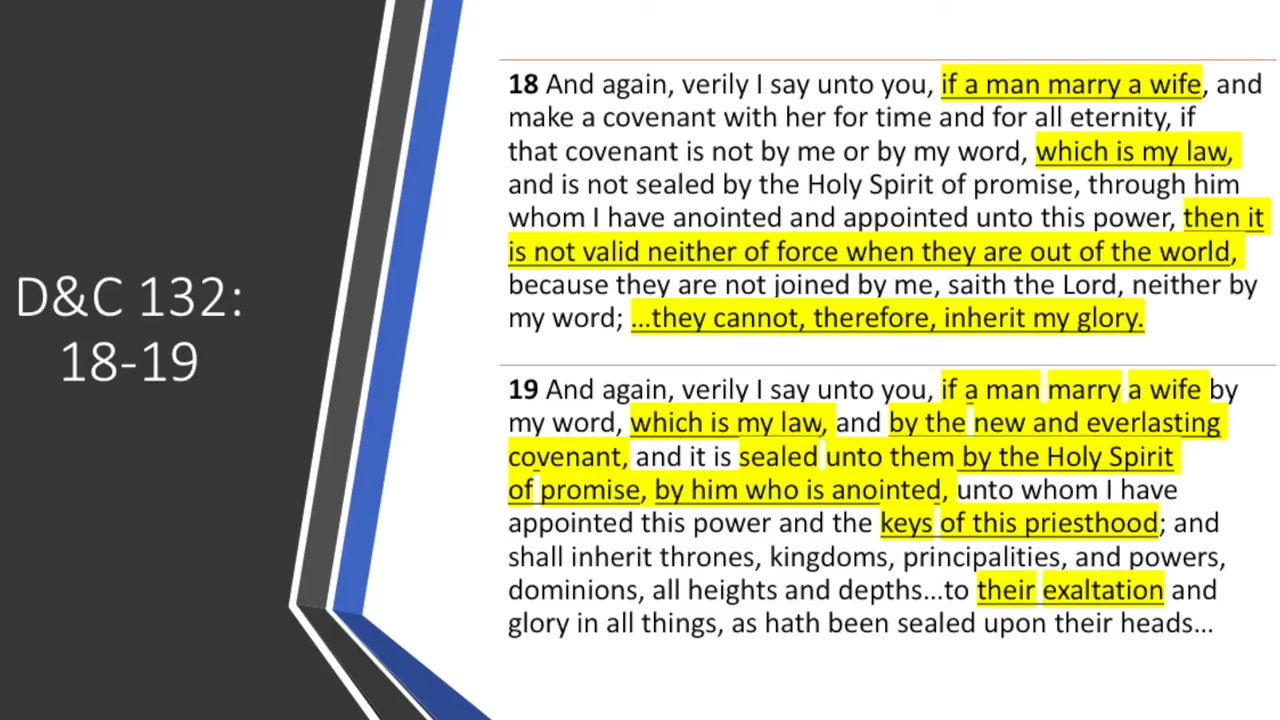 D&C 132:
18-19
18 And again, verily I say unto you, if a man marry a wife, and
make a covenant with her for time and for all eternity, if
that covenant is not by me or by my word, which is my law,
and is not sealed by the Holy Spirit of promise, through him
whom I have anointed and appointed unto this power, then it
is not valid neither of force when they are out of the world,
because they are not joined by me, saith the Lord, neither by
my word; …they cannot, therefore, inherit my glory.
19 And again, verily I say unto you, if a man marry a wife by
my word, which is my law, and by the new and everlasting
covenant, and it is sealed unto them by the Holy Spirit
of promise, by him who is anointed, unto whom I have
appointed this power and the keys of this priesthood; and
shall inherit thrones, kingdoms, principalities, and powers,
dominions, all heights and depths…to their exaltation and
glory in all things, as hath been sealed upon their heads…